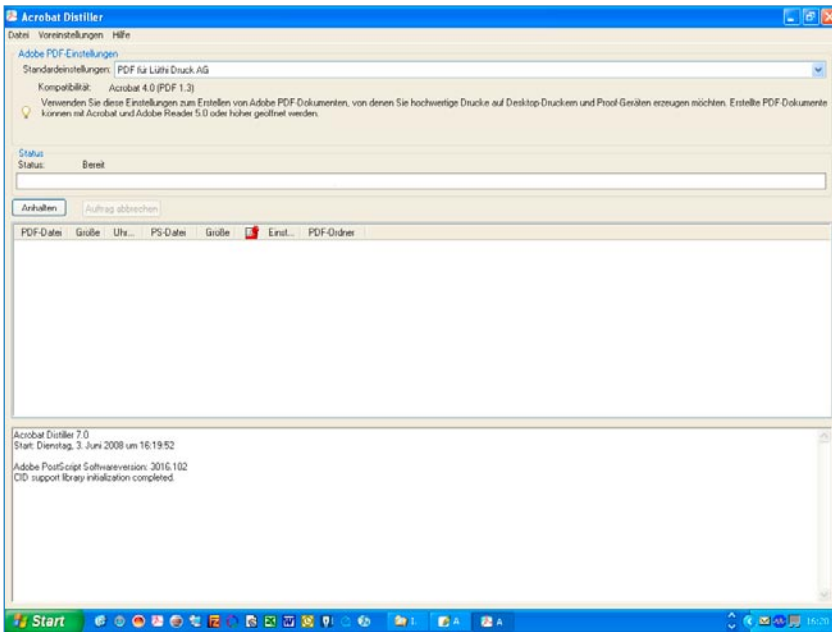 Acrobat Distiller
Datei Voreinstellungen Hilfe
Adobe PDF-Einstellungen
Standardeinstellungen: PDF für Lüthi Druck AG
Kompatibilität: Acrobat 4.0 (PDF 1.3)
Verwenden Sie diese Einstellungen zum Erstellen von Adobe PDF-Dokumenten, von denen Sie hochwertige Drucke auf Desktop-Druckern und Proof-Geräten erzeugen möchten. Erstellte PDF-Dokumente
können mit Acrobat und Adobe Reader 5.0 oder höher geöffnet werden.
Status
Status: Bereit
Anhalten Auftrag abbrechen
PDF-Datei Größe Uhr... PS-Datei Größe Einst... PDF-Ordner
Acrobat Distiller 7.0
Start: Dienstag, 3. Juni 2008 um 16:19:52
Adobe PostScript Softwareversion: 3016.102
CID support library initialization completed.
Start 1. A A 16:20